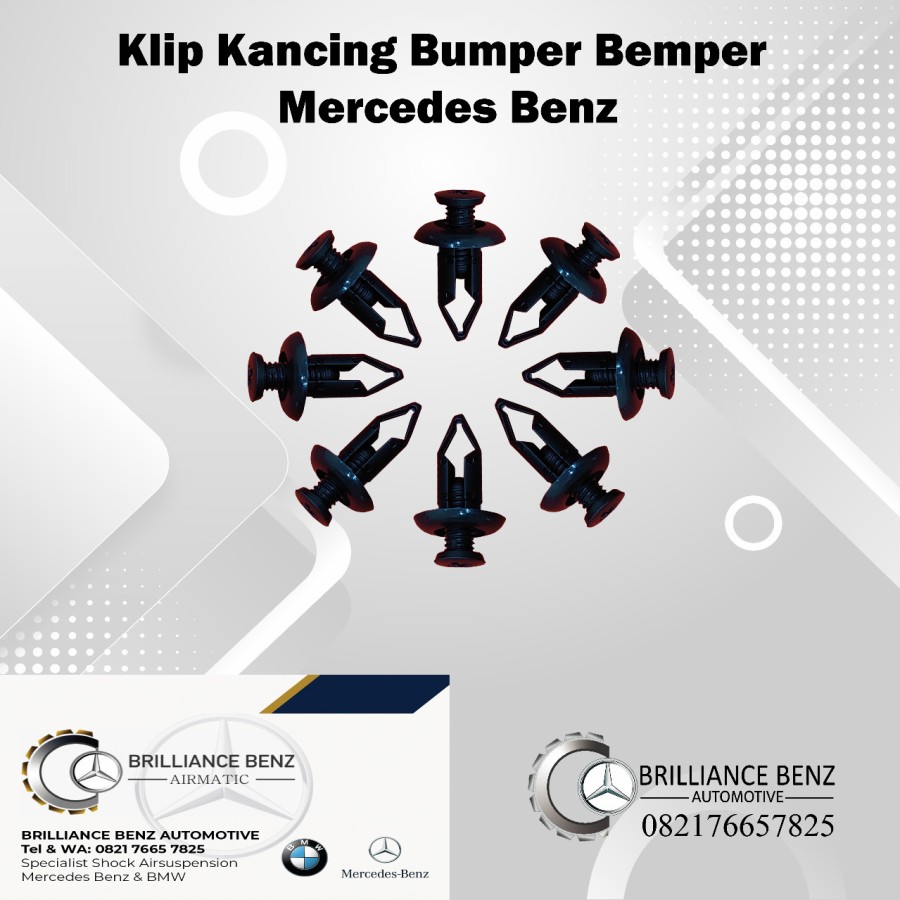 Klip Kancing Bumper Bemper
Mercedes Benz
BRILLIANCE BENZ
AIRMATIC
BRILLIANCE BENZ AUTOMOTIVE
Tel & WA: 0821 7665 7825
Specialist Shock Airsuspension
Mercedes Benz & BMW
BMW
Mercedes-Benz
BRILLIANCE BENZ
AUTOMOTIVE
082176657825